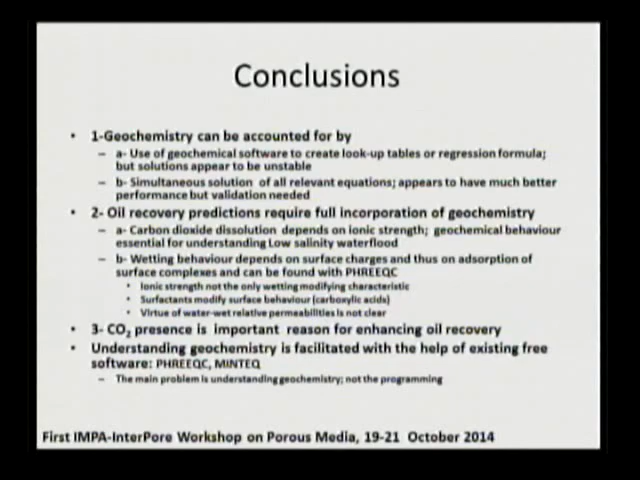 Conclusions
• 1-Geochemistry can be accounted for by
– a- Use of geochemical software to create look-up tables or regression formula;
but solutions appear to be unstable
– b- Simultaneous solution of all relevant equations; appears to have much better
performance but validation needed
• 2- Oil recovery predictions require full incorporation of geochemistry
– a- Carbon dioxide dissolution depends on ionic strength; geochemical behaviour
essential for understanding Low salinity waterflood
– b- Wetting behaviour depends on surface charges and thus on adsorption of
surface complexes and can be found with PHREEQC
• Ionic strength not the only wetting modifying characteristic
• Surfactants modify surface behaviour (carboxylic acids)
• Virtue of water-wet relative permeabilities is not clear
• 3- CO₂ presence is important reason for enhancing oil recovery
• Understanding geochemistry is facilitated with the help of existing free
software: PHREEQC, MINTEQ
– The main problem is understanding geochemistry; not the programming
First IMPA-InterPore Workshop on Porous Media, 19-21 October 2014